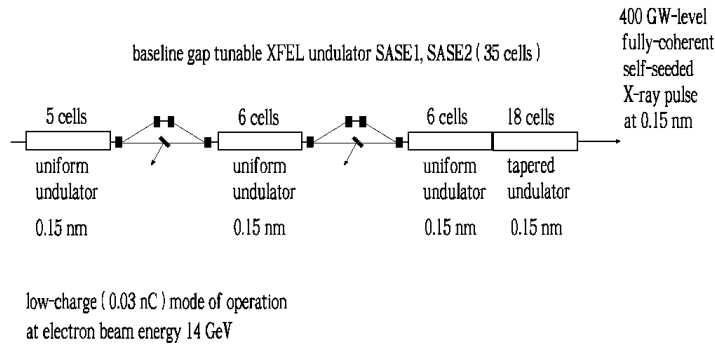 400 GW-level
fully-coherent
self-seeded
X-ray pulse
at 0.15 nm
baseline gap tunable XFEL undulator SASE1, SASE2 ( 35 cells )
5 cells
6 cells
6 cells
18 cells
uniform
undulator
uniform
undulator
uniform
undulator
tapered
undulator
0.15 nm
0.15 nm
0.15 nm
0.15 nm
low-charge ( 0.03 nC ) mode of operation
at electron beam energy 14 GeV